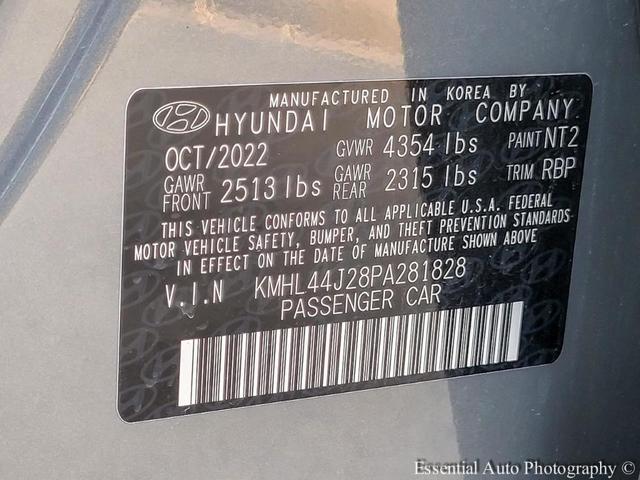 MANUFACTURED IN KOREA BY
HYUNDAI MOTOR COMPANY
OCT/2022 GVWR 4354 lbs PAINT NT2
GAWR FRONT 2513 lbs GAWR REAR 2315 lbs TRIM RBP
THIS VEHICLE CONFORMS TO ALL APPLICABLE U.S.A. FEDERAL
MOTOR VEHICLE SAFETY, BUMPER, AND THEFT PREVENTION STANDARDS
IN EFFECT ON THE DATE OF MANUFACTURE SHOWN ABOVE
V.I.N KMHL44J28PA281828
PASSENGER CAR
Essential Auto Photography ©